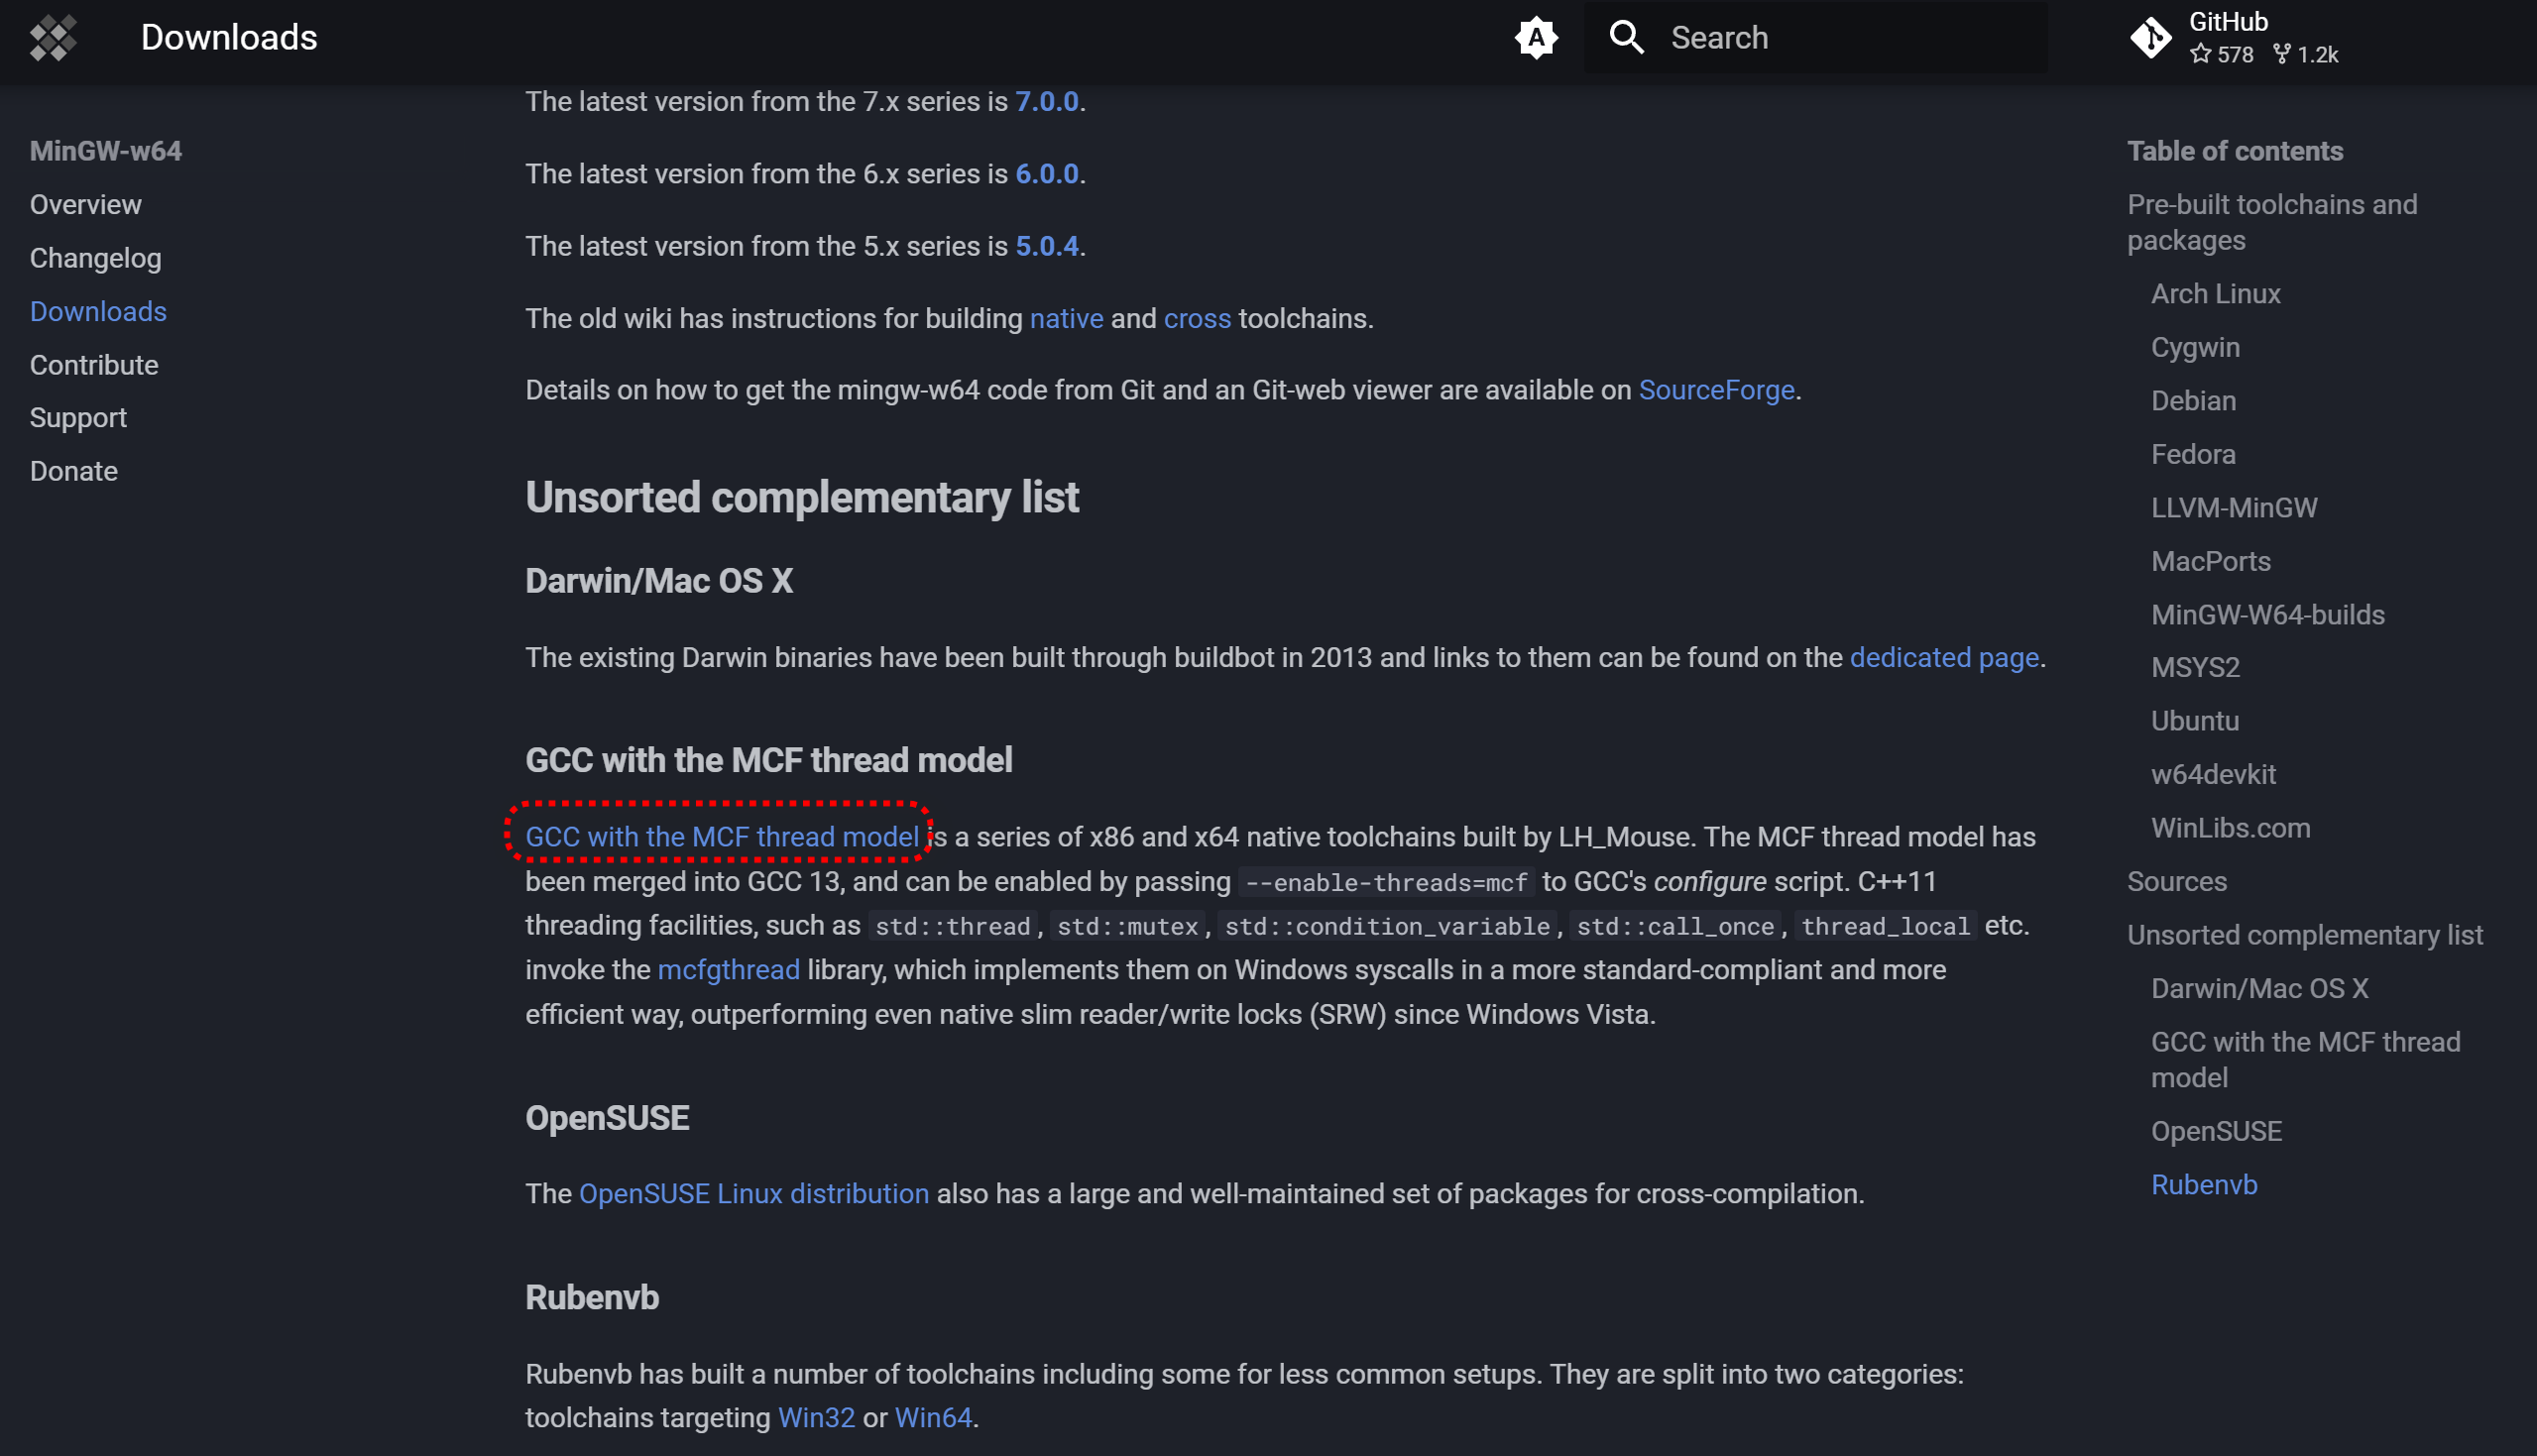 Downloads
A
Search
GitHub
578 1.2k
MinGW-w64
Overview
Changelog
Downloads
Contribute
Support
Donate
The latest version from the 7.x series is 7.0.0.
The latest version from the 6.x series is 6.0.0.
The latest version from the 5.x series is 5.0.4.
The old wiki has instructions for building native and cross toolchains.
Details on how to get the mingw-w64 code from Git and an Git-web viewer are available on SourceForge.
Unsorted complementary list
Darwin/Mac OS X
The existing Darwin binaries have been built through buildbot in 2013 and links to them can be found on the dedicated page.
GCC with the MCF thread model
GCC with the MCF thread model is a series of x86 and x64 native toolchains built by LH_Mouse. The MCF thread model has
been merged into GCC 13, and can be enabled by passing --enable-threads=mcf to GCC's configure script. C++11
threading facilities, such as std::thread, std::mutex, std::condition_variable, std::call_once, thread_local etc.
invoke the mcfgthread library, which implements them on Windows syscalls in a more standard-compliant and more
efficient way, outperforming even native slim reader/write locks (SRW) since Windows Vista.
OpenSUSE
The OpenSUSE Linux distribution also has a large and well-maintained set of packages for cross-compilation.
Rubenvb
Rubenvb has built a number of toolchains including some for less common setups. They are split into two categories:
toolchains targeting Win32 or Win64.
Table of contents
Pre-built toolchains and
packages
Arch Linux
Cygwin
Debian
Fedora
LLVM-MinGW
MacPorts
MinGW-W64-builds
MSYS2
Ubuntu
w64devkit
WinLibs.com
Sources
Unsorted complementary list
Darwin/Mac OS X
GCC with the MCF thread
model
OpenSUSE
Rubenvb